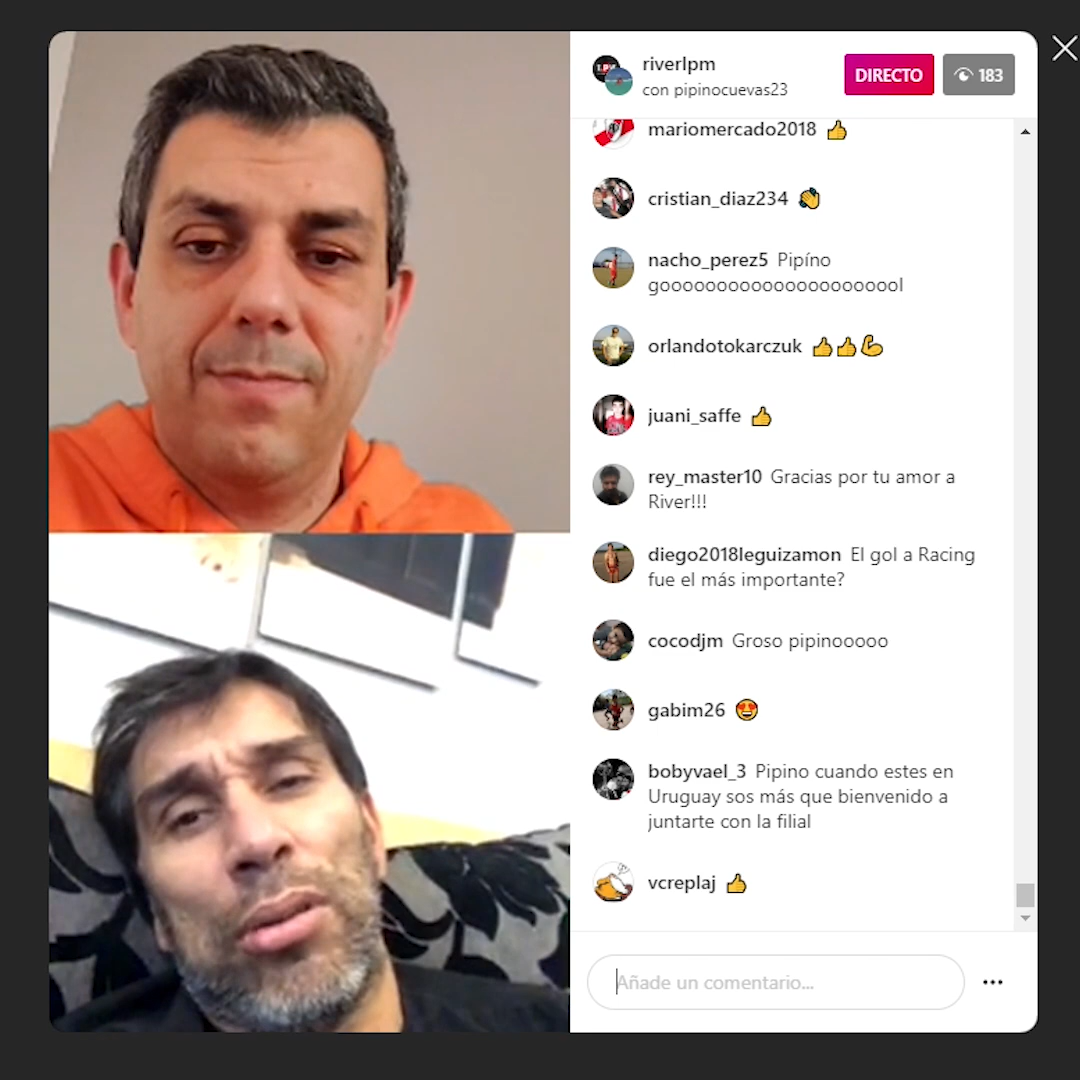 riverlpm
con pipinocuevas23
DIRECTO
183
mariomercado2018 👍
cristian_diaz234 👏
nacho_perez5 Pipíno
gooooooooooooooooooool
orlandotokarczuk 👍👍💪
juani_saffe 👍
rey_master10 Gracias por tu amor a
River!!!
diego2018leguizamon El gol a Racing
fue el más importante?
cocodjm Groso pipinooooo
gabim26 😍
bobyvael_3 Pipino cuando estes en
Uruguay sos más que bienvenido a
juntarte con la filial
vcreplaj 👍
Añade un comentario...